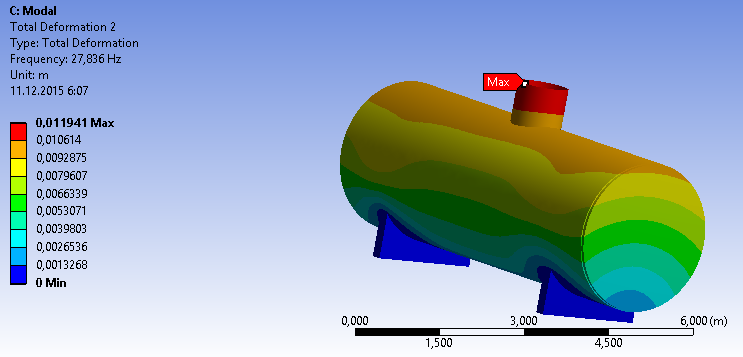 C: Modal
Total Deformation 2
Type: Total Deformation
Frequency: 27,836 Hz
Unit: m
11.12.2015 6:07
0,011941 Max
0,010614
0,0092875
0,0079607
0,0066339
0,0053071
0,0039803
0,0026536
0,0013268
0 Min
Max
0,000
3,000
6,000 (m)
1,500
4,500